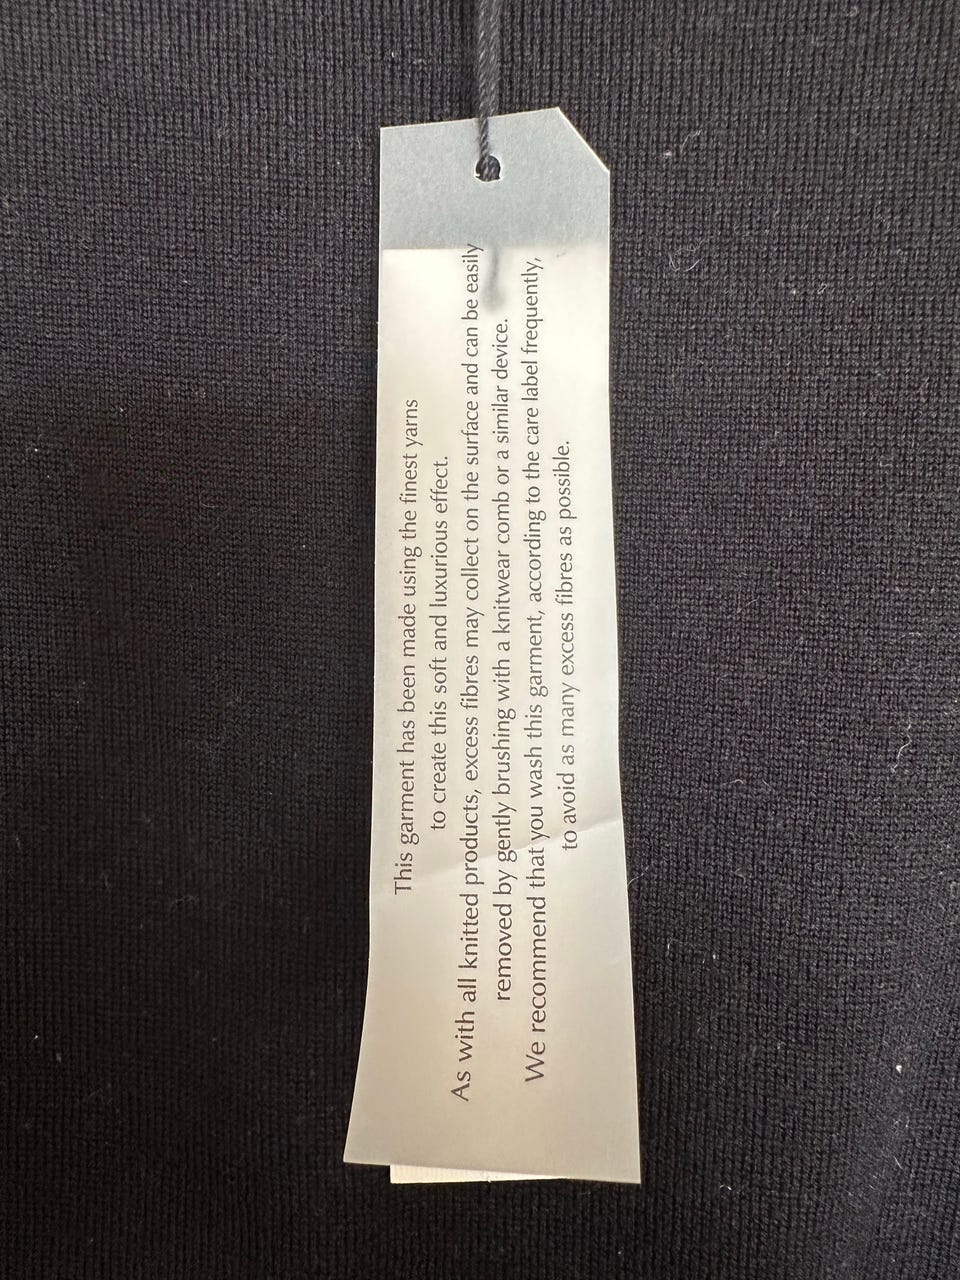 This garment has been made using the finest yarns
to create this soft and luxurious effect.
As with all knitted products, excess fibres may collect on the surface and can be easily
removed by gently brushing with a knitwear comb or a similar device.
We recommend that you wash this garment, according to the care label frequently,
to avoid as many excess fibres as possible.